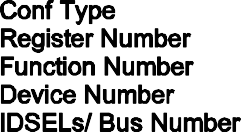 Conf Type
Register Number
Function Number
Device Number
IDSELs/ Bus Number